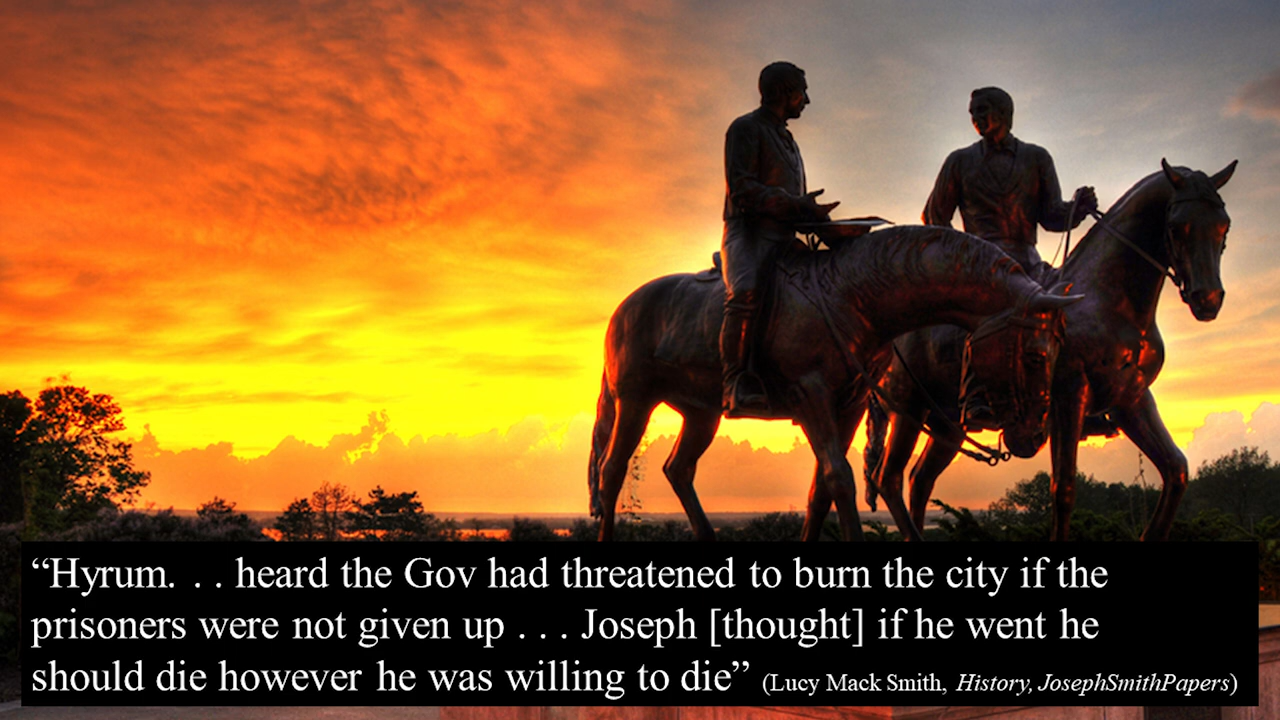 “Hyrum. . . heard the Gov had threatened to burn the city if the
prisoners were not given up . . . Joseph [thought] if he went he
should die however he was willing to die” (Lucy Mack Smith, History, JosephSmithPapers)